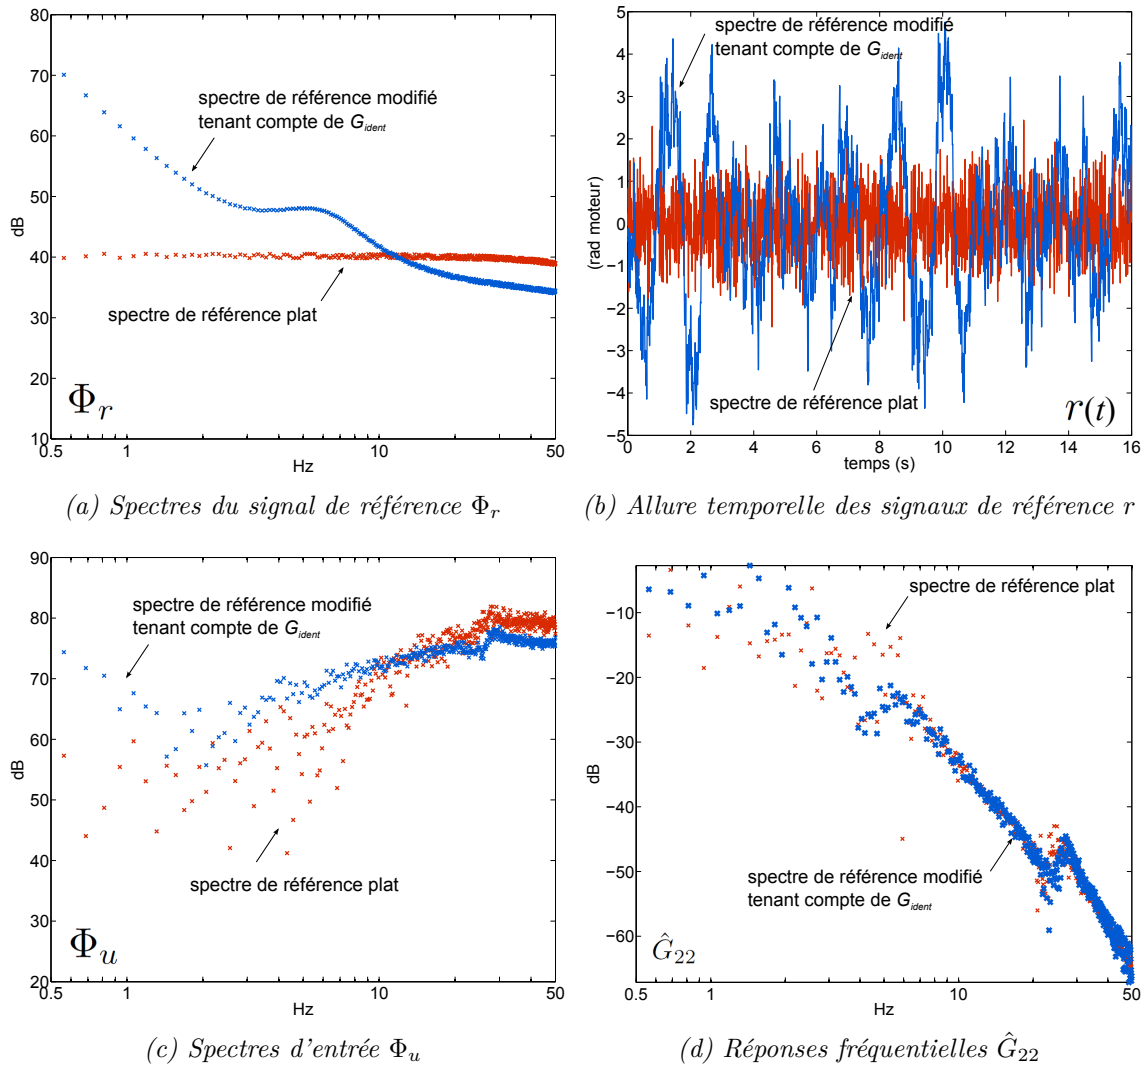 80
70
60
50
40
30
20
10
dB
0.5
1
10
50
Hz
spectre de référence modifié
tenant compte de G_ident
spectre de référence plat
Φ_r
(a) Spectres du signal de référence Φ_r
5
4
3
2
1
0
−1
−2
−3
−4
−5
(rad moteur)
0
2
4
6
8
10
12
14
16
temps (s)
spectre de référence modifié
tenant compte de G_ident
spectre de référence plat
r(t)
(b) Allure temporelle des signaux de référence r
90
80
70
60
50
40
30
20
dB
0.5
1
10
50
Hz
spectre de référence modifié
tenant compte de G_ident
spectre de référence plat
Φ_u
(c) Spectres d'entrée Φ_u
−10
−20
−30
−40
−50
−60
dB
0.5
1
10
50
Hz
spectre de référence plat
spectre de référence modifié
tenant compte de G_ident
Ĝ_22
(d) Réponses fréquentielles Ĝ_22